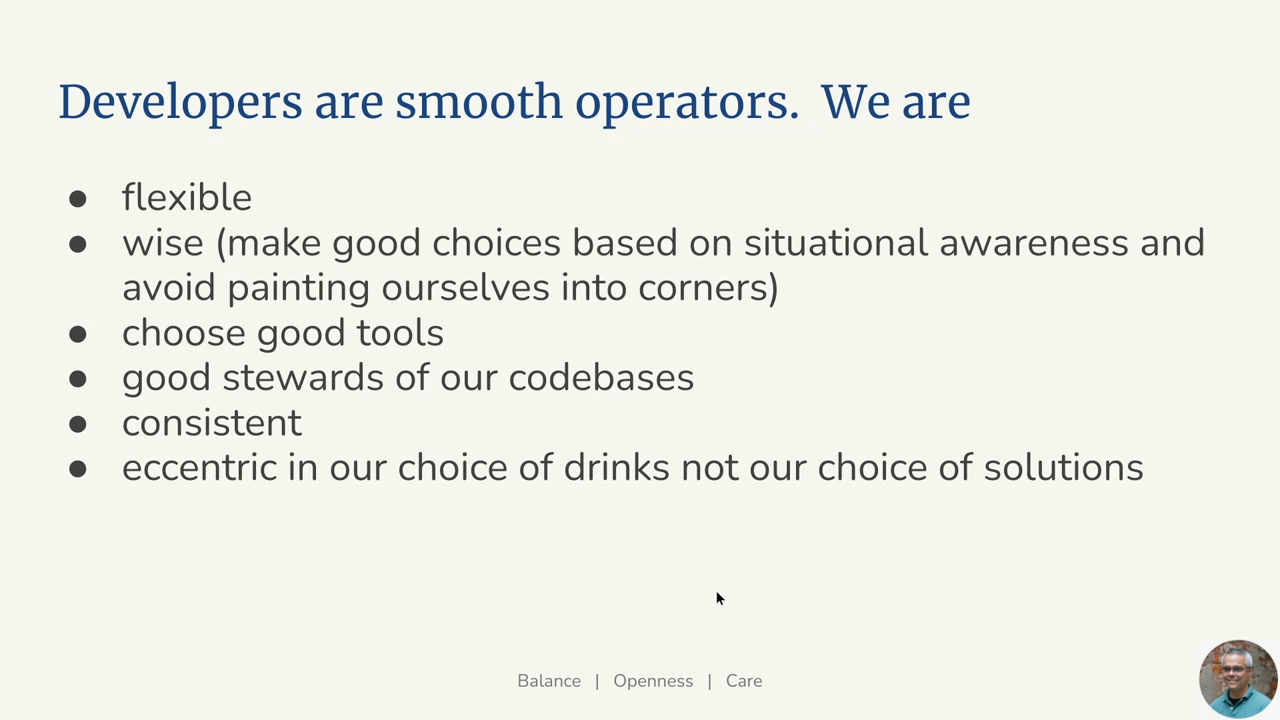 Developers are smooth operators.  We are
● flexible
● wise (make good choices based on situational awareness and
avoid painting ourselves into corners)
● choose good tools
● good stewards of our codebases
● consistent
● eccentric in our choice of drinks not our choice of solutions
Balance | Openness | Care